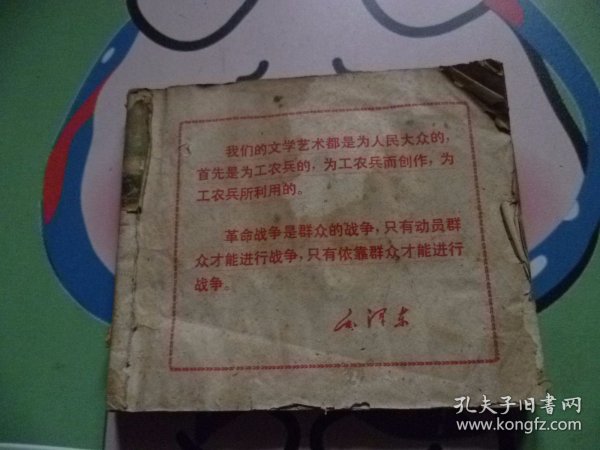 我们的文学艺术都是为人民大众的，
首先是为工农兵的，为工农兵而创作，为
工农兵所利用的。
革命战争是群众的战争，只有动员群
众才能进行战争，只有依靠群众才能进行
战争。
毛泽东
孔夫子旧书网
www.kongfz.com